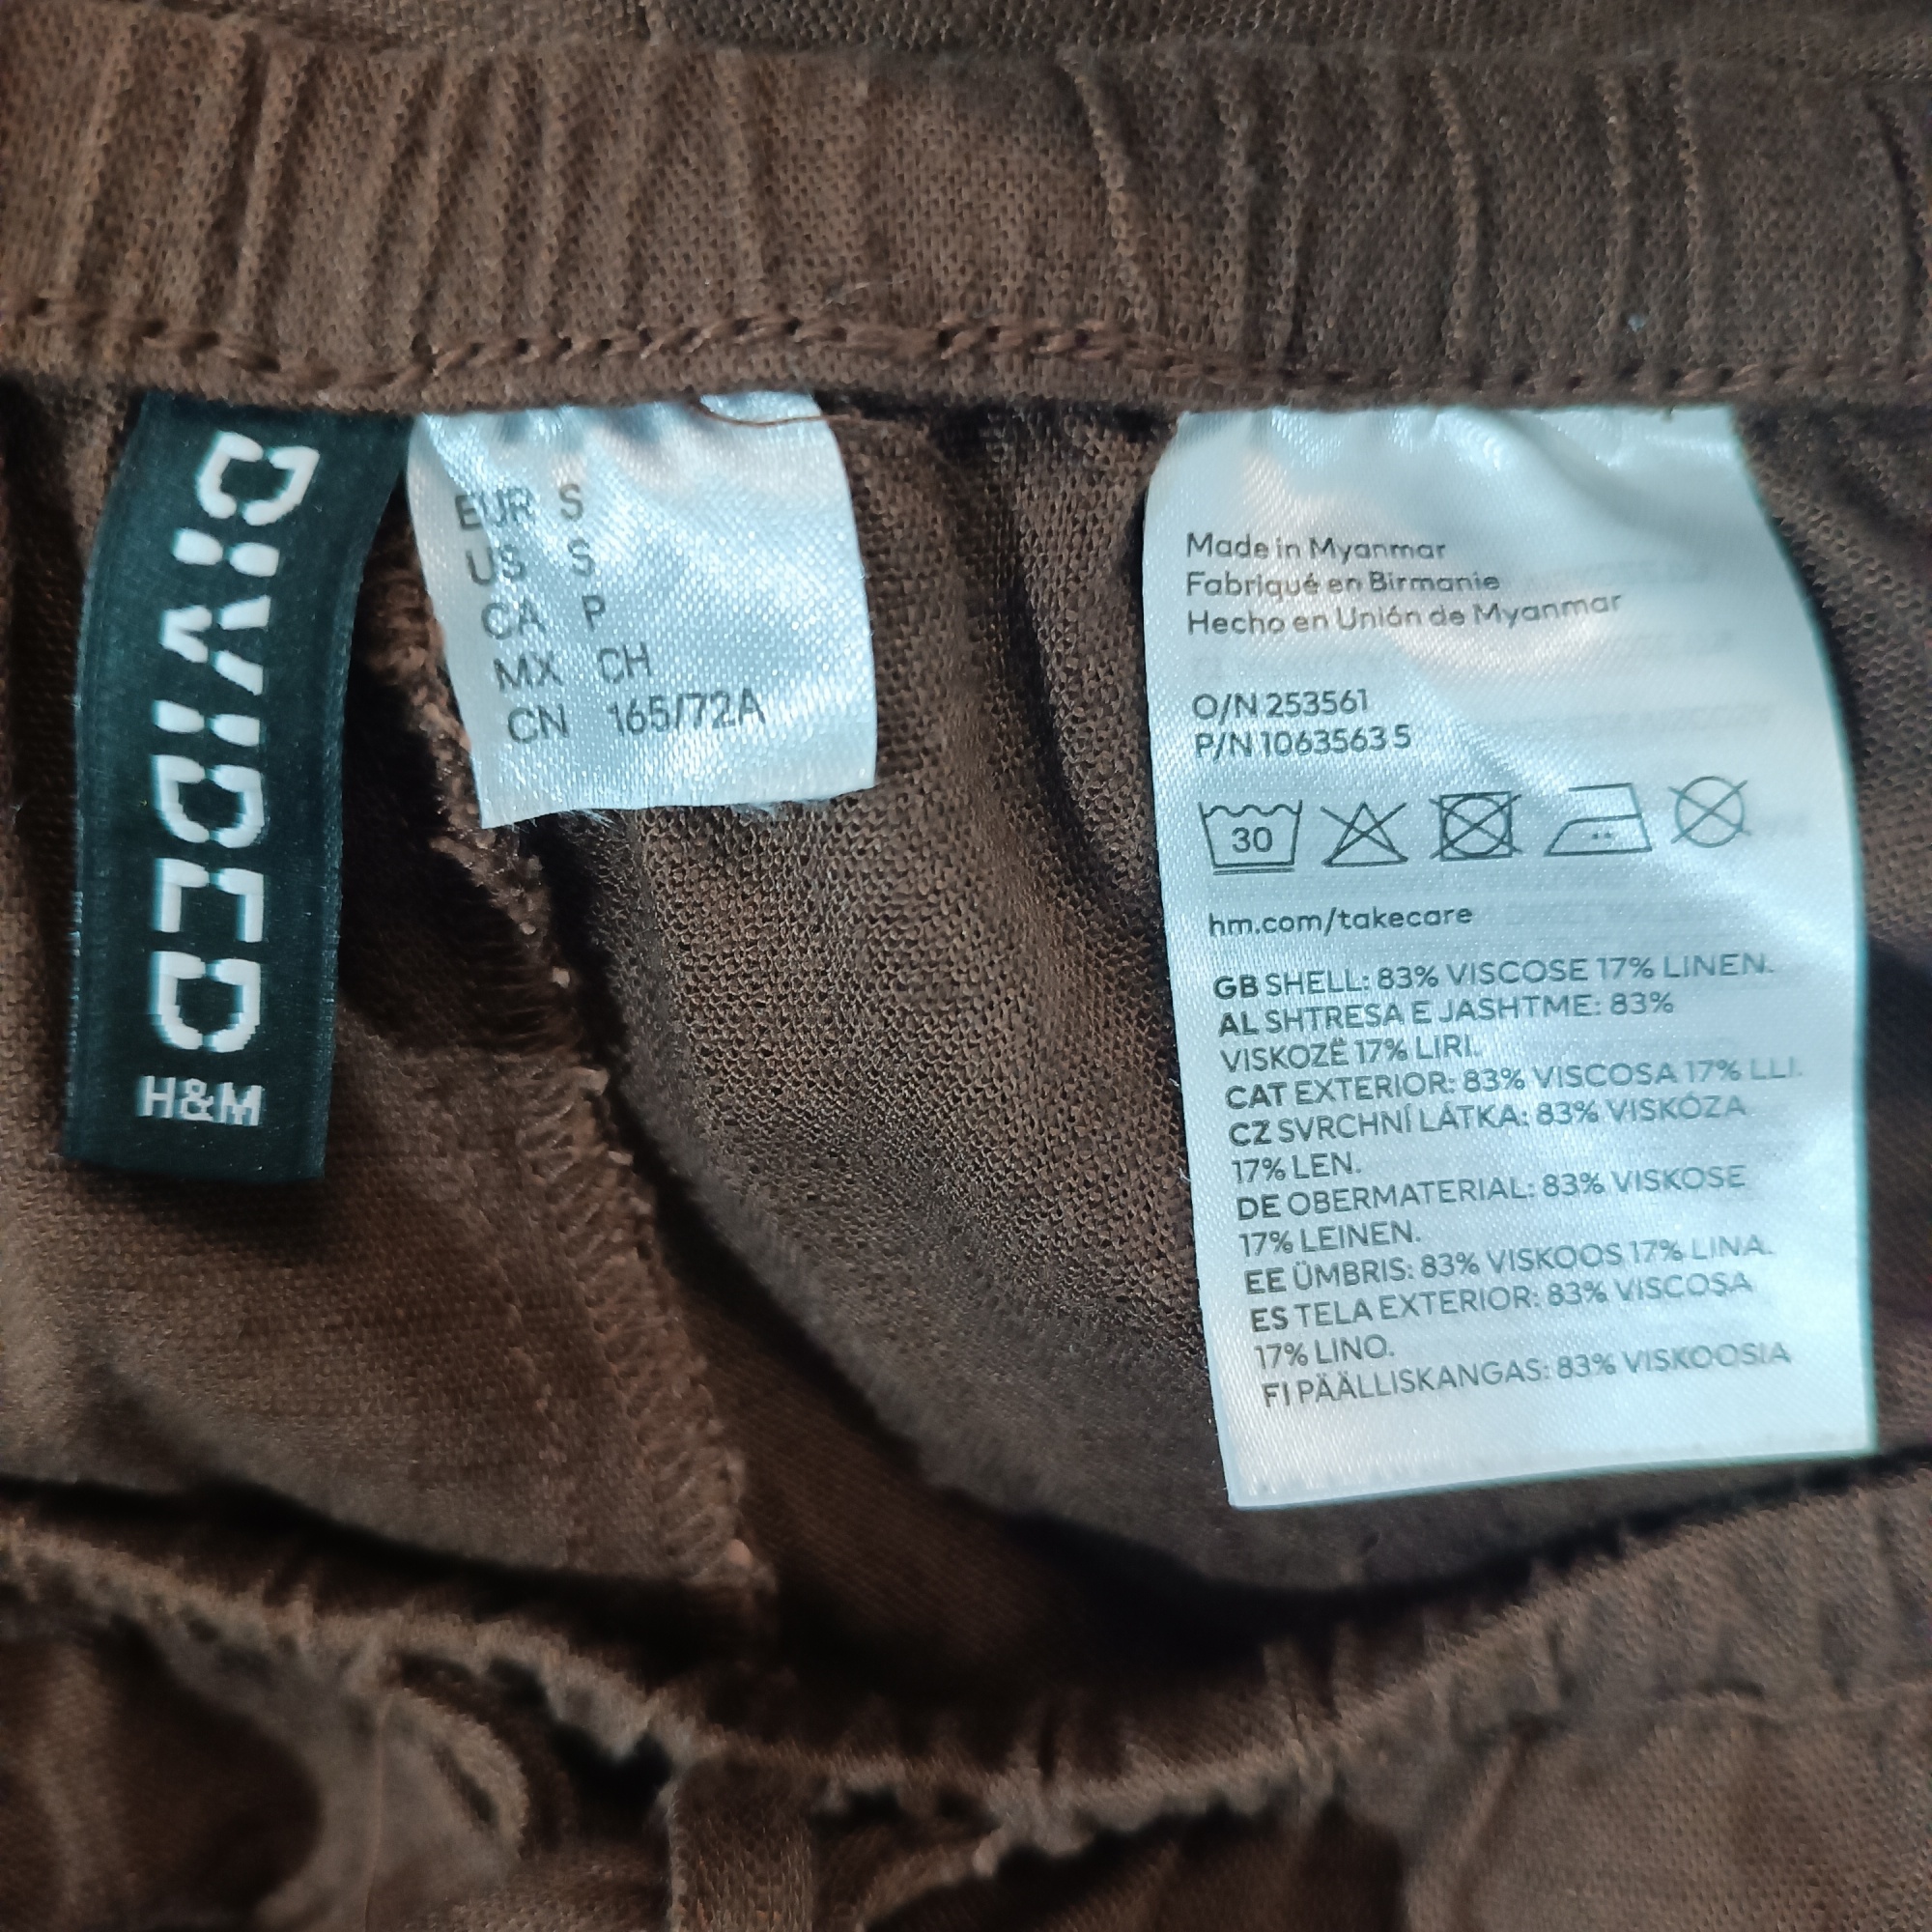 DIVIDED
H&M
EUR S
US S
CA P
MX CH
CN 165/72A
Made in Myanmar
Fabriqué en Birmanie
Hecho en Unión de Myanmar
O/N 253561
P/N 1063563 5
30
hm.com/takecare
GB SHELL: 83% VISCOSE 17% LINEN.
AL SHTRESA E JASHTME: 83%
VISKOZË 17% LIRI.
CAT EXTERIOR: 83% VISCOSA 17% LLI.
CZ SVRCHNÍ LÁTKA: 83% VISKÓZA
17% LEN.
DE OBERMATERIAL: 83% VISKOSE
17% LEINEN.
EE ÜMBRIS: 83% VISKOOS 17% LINA.
ES TELA EXTERIOR: 83% VISCOSA
17% LINO.
FI PÄÄLLISKANGAS: 83% VISKOOSIA